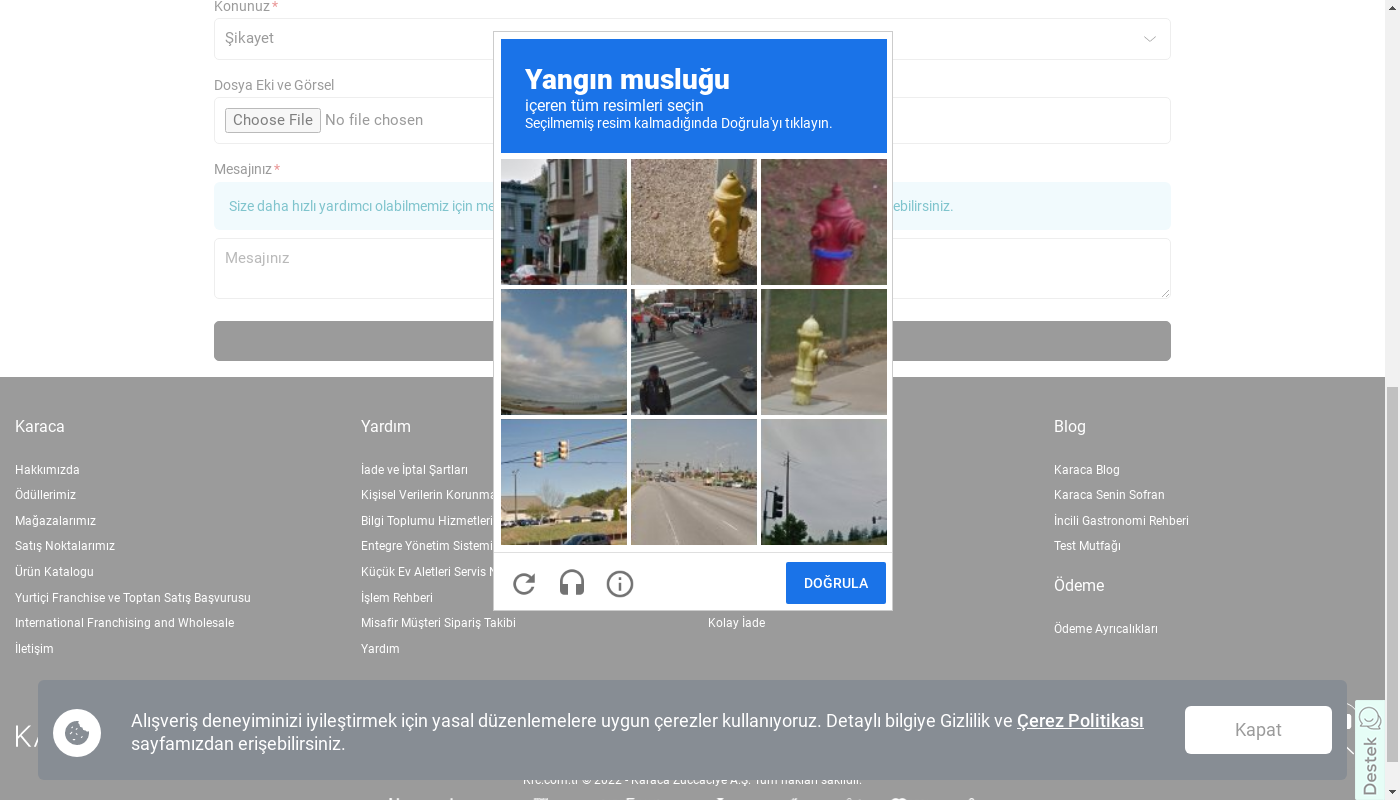 Konunuz *
Şikayet
Dosya Eki ve Görsel
Choose File No file chosen
Mesajınız *
Size daha hızlı yardımcı olabilmemiz için
ebilirsiniz.
Mesajınız
Yangın musluğu
içeren tüm resimleri seçin
Seçilmemiş resim kalmadığında Doğrula'yı tıklayın.
DOĞRULA
Karaca
Hakkımızda
Ödüllerimiz
Mağazalarımız
Satış Noktalarımız
Ürün Katalogu
Yurtiçi Franchise ve Toptan Satış Başvurusu
International Franchising and Wholesale
İletişim
Yardım
İade ve İptal Şartları
Kişisel Verilerin Korunma
Bilgi Toplumu Hizmetleri
Entegre Yönetim Sistemi
Küçük Ev Aletleri Servis N
İşlem Rehberi
Misafir Müşteri Sipariş Takibi
Yardım
Kolay İade
Blog
Karaca Blog
Karaca Senin Sofran
İncili Gastronomi Rehberi
Test Mutfağı
Ödeme
Ödeme Ayrıcalıkları
Alışveriş deneyiminizi iyileştirmek için yasal düzenlemelere uygun çerezler kullanıyoruz. Detaylı bilgiye Gizlilik ve Çerez Politikası
sayfamızdan erişebilirsiniz.
Kapat
Destek
Krc.com.tr © 2022 - Karaca Züccaciye A.Ş. Tüm hakları saklıdır.